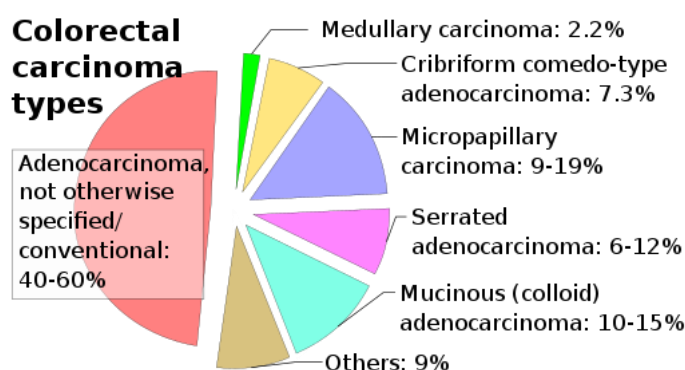 Colorectal
carcinoma
types
Medullary carcinoma: 2.2%
Cribriform comedo-type
adenocarcinoma: 7.3%
Micropapillary
carcinoma: 9-19%
Adenocarcinoma,
not otherwise
specified/
conventional:
40-60%
Serrated
adenocarcinoma: 6-12%
Mucinous (colloid)
adenocarcinoma: 10-15%
Others: 9%